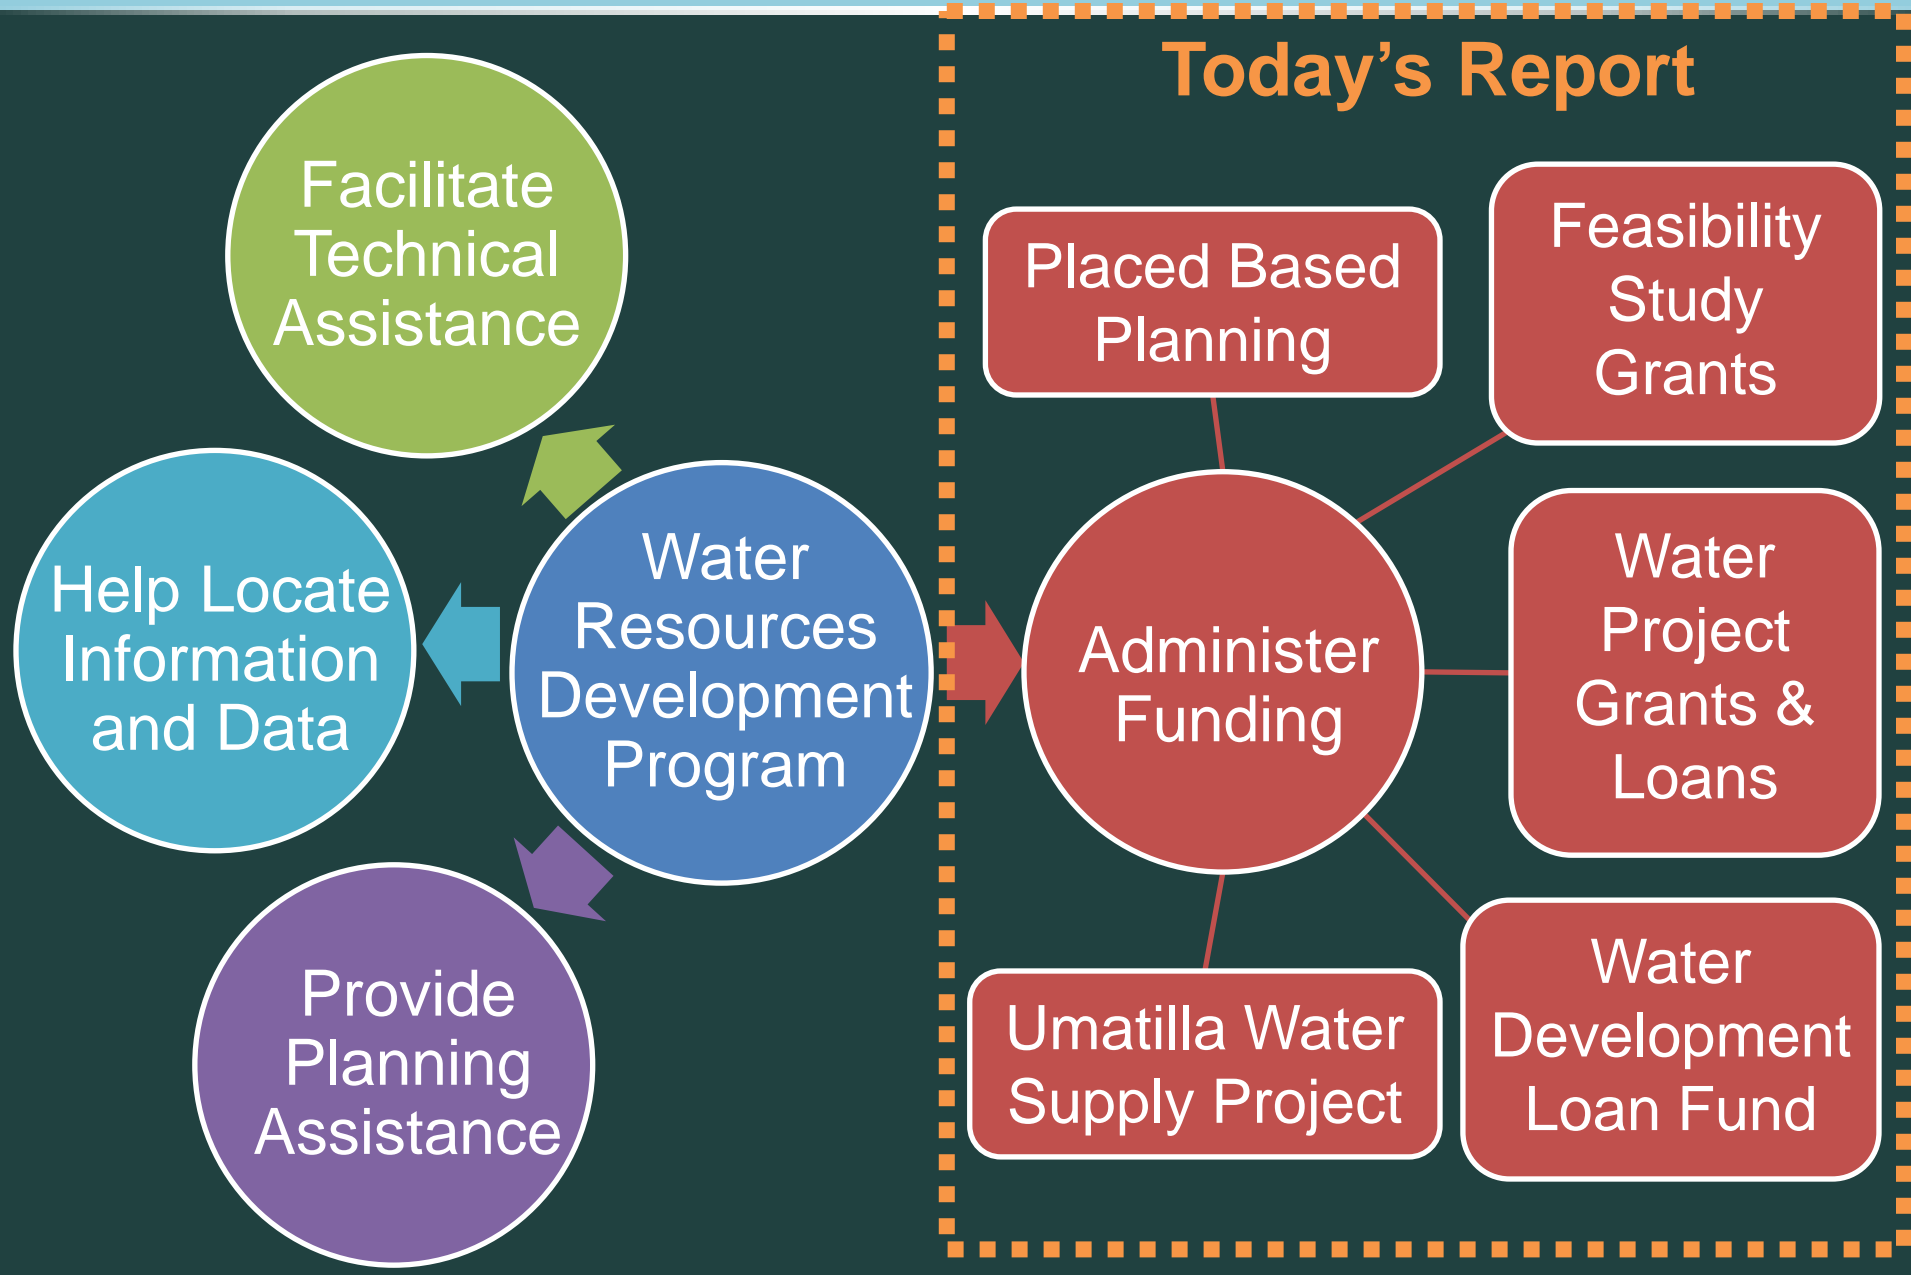 Today’s Report
Facilitate
Technical
Assistance
Help Locate
Information
and Data
Water
Resources
Development
Program
Provide
Planning
Assistance
Administer
Funding
Placed Based
Planning
Feasibility
Study
Grants
Water
Project
Grants &
Loans
Water
Development
Loan Fund
Umatilla Water
Supply Project